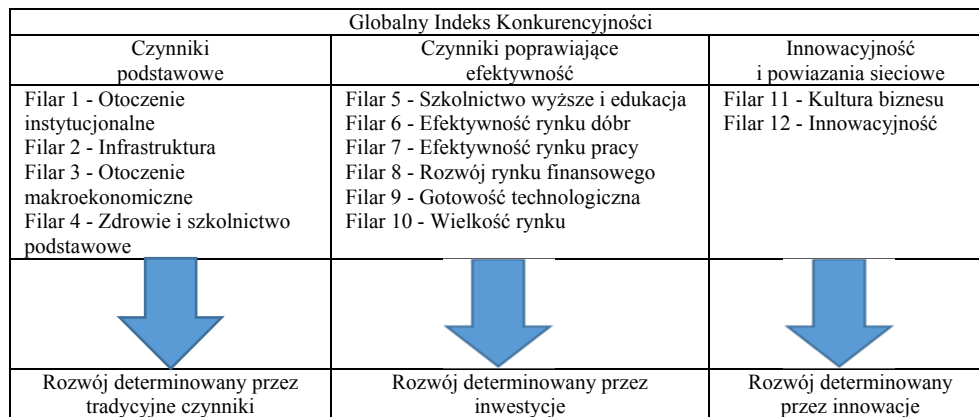 Globalny Indeks Konkurencyjności
Czynniki
podstawowe
Czynniki poprawiające
efektywność
Innowacyjność
i powiazania sieciowe
Filar 1 - Otoczenie
instytucjonalne
Filar 2 - Infrastruktura
Filar 3 - Otoczenie
makroekonomiczne
Filar 4 - Zdrowie i szkolnictwo
podstawowe
Filar 5 - Szkolnictwo wyższe i edukacja
Filar 6 - Efektywność rynku dóbr
Filar 7 - Efektywność rynku pracy
Filar 8 - Rozwój rynku finansowego
Filar 9 - Gotowość technologiczna
Filar 10 - Wielkość rynku
Filar 11 - Kultura biznesu
Filar 12 - Innowacyjność
Rozwój determinowany przez
tradycyjne czynniki
Rozwój determinowany przez
inwestycje
Rozwój determinowany
przez innowacje